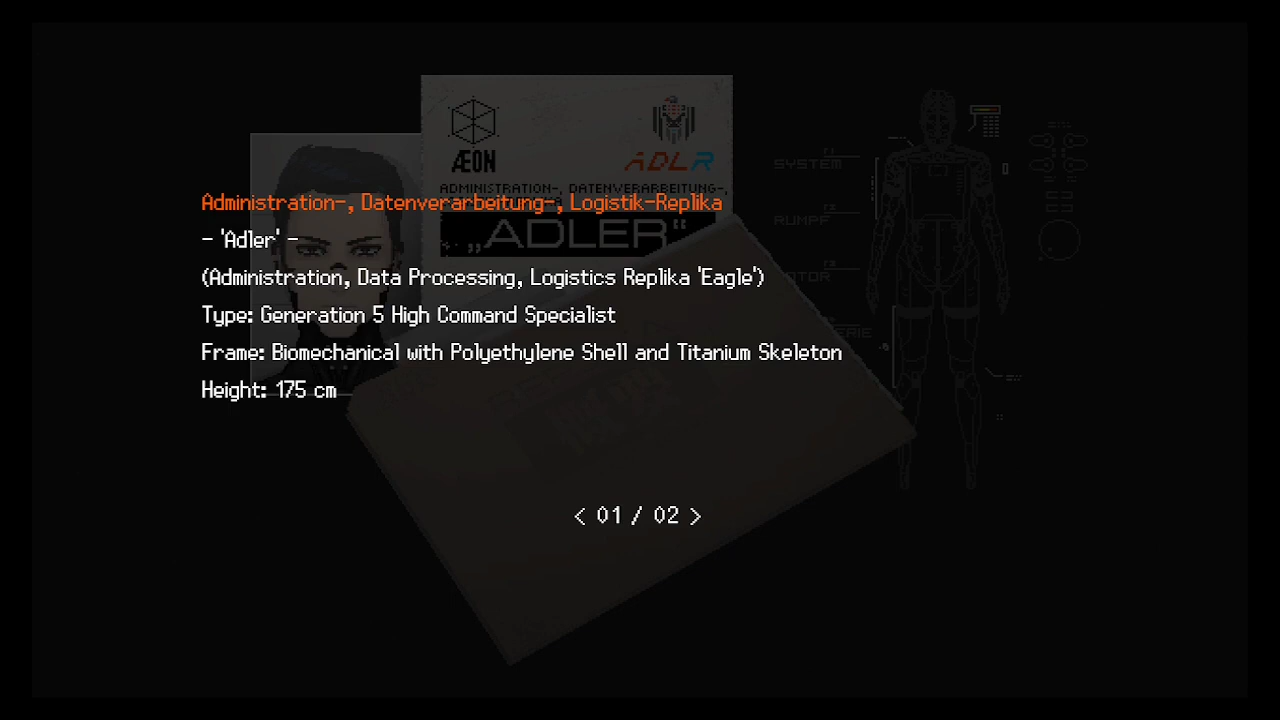 ÆON
ADLR
ADMINISTRATION-, DATENVERARBEITUNG-,
„ADLER“
SYSTEM
RUMPF
Administration-, Datenverarbeitung-, Logistik-Replika
- 'Adler' -
(Administration, Data Processing, Logistics Replika 'Eagle')
Type: Generation 5 High Command Specialist
Frame: Biomechanical with Polyethylene Shell and Titanium Skeleton
Height: 175 cm
< 01 / 02 >